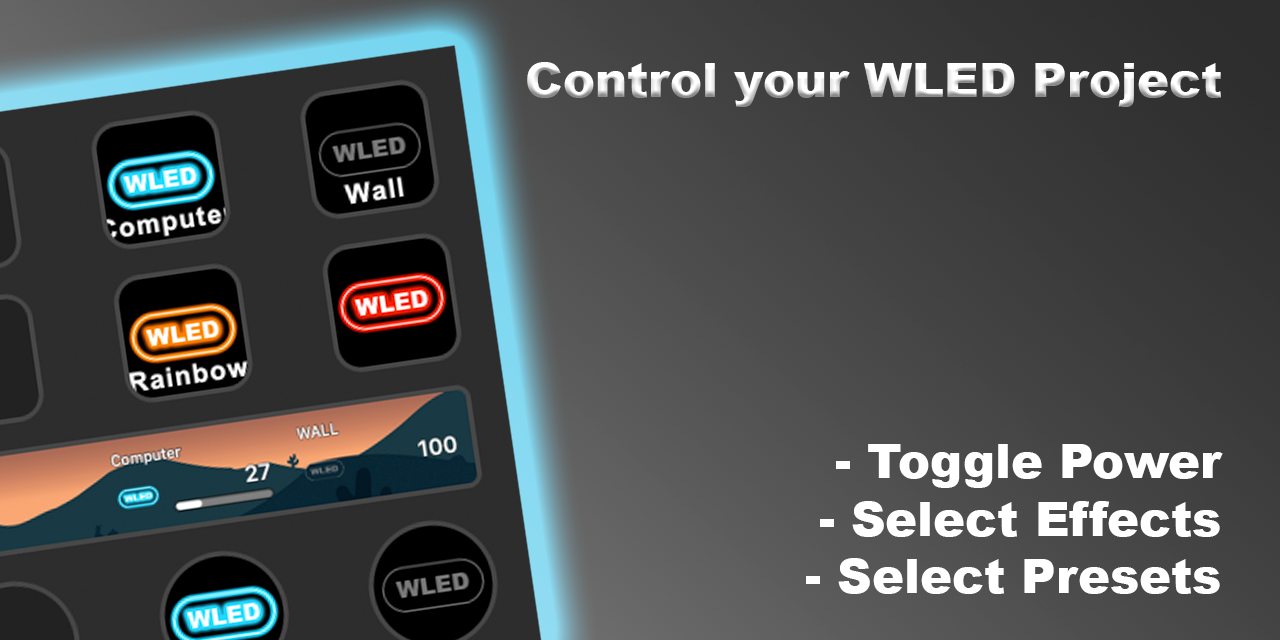 Control your WLED Project
WLED
Computer
WLED
Wall
WLED
Rainbow
WLED
Computer
WALL
WLED
27
WLED
100
WLED
WLED
- Toggle Power
- Select Effects
- Select Presets